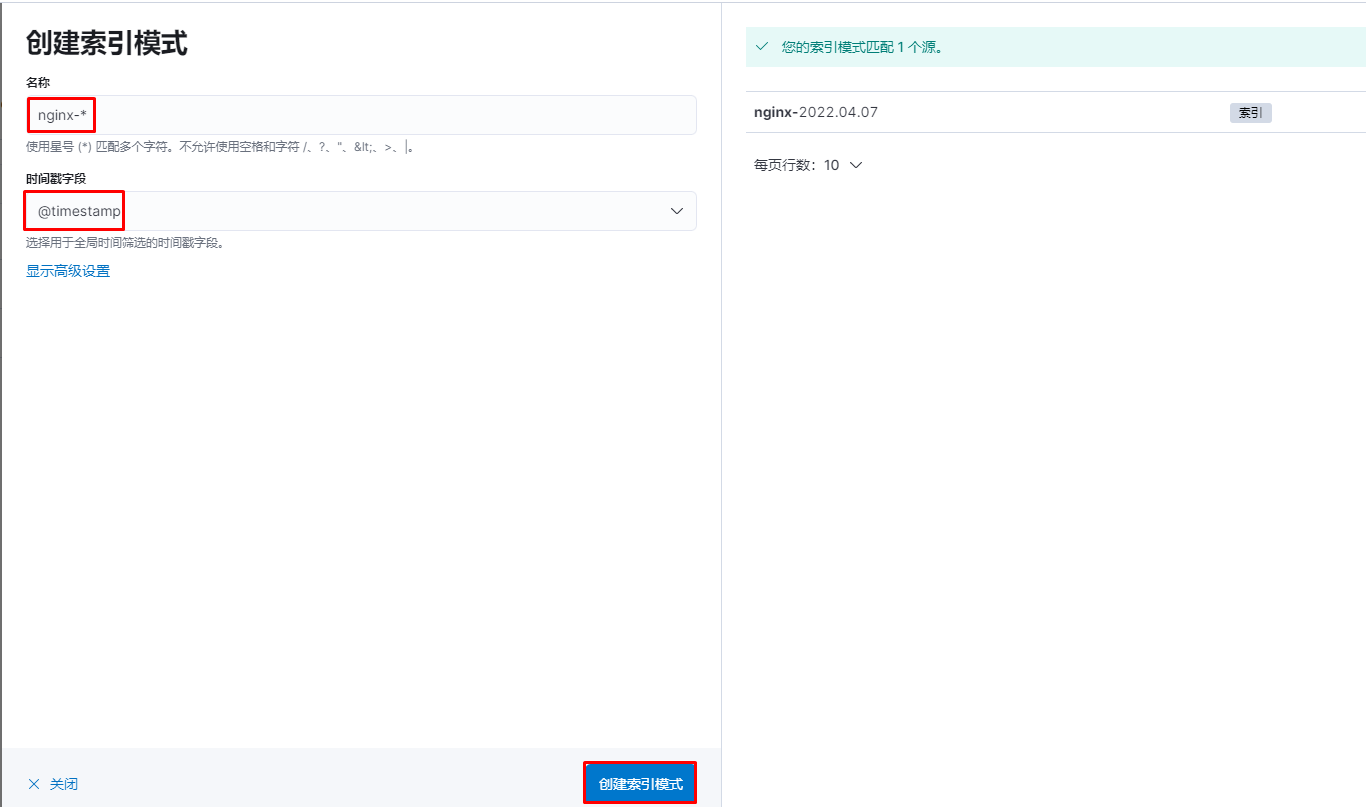 创建索引模式
名称
nginx-*
使用星号 (*) 匹配多个字符。不允许使用空格和字符 /、?、"、&lt;、>、|。
时间戳字段
@timestamp
选择用于全局时间筛选的时间戳字段。
显示高级设置
关闭
创建索引模式
您的索引模式匹配 1 个源。
nginx-2022.04.07 索引
每页行数：10